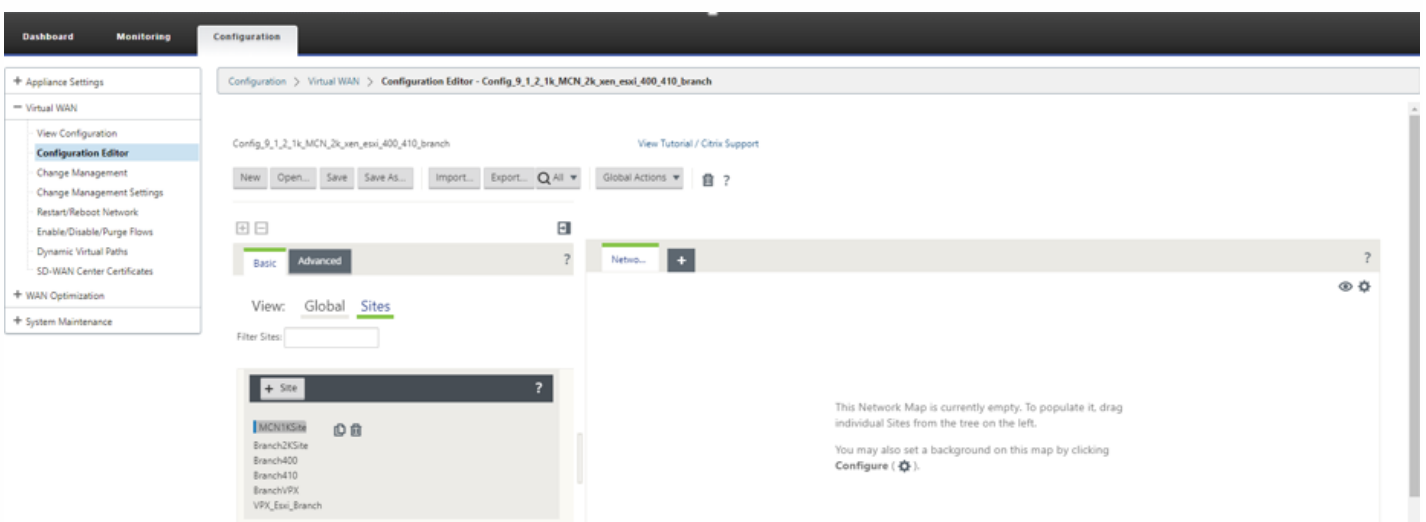 Dashboard Monitoring Configuration
+ Appliance Settings
− Virtual WAN
View Configuration
Configuration Editor
Change Management
Change Management Settings
Restart/Reboot Network
Enable/Disable/Purge Flows
Dynamic Virtual Paths
SD-WAN Center Certificates
+ WAN Optimization
+ System Maintenance
Configuration > Virtual WAN > Configuration Editor - Config_9_1_2_1k_MCN_2k_xen_esxi_400_410_branch
Config_9_1_2_1k_MCN_2k_xen_esxi_400_410_branch View Tutorial / Citrix Support
New Open... Save Save As... Import... Export... All Global Actions ?
Basic Advanced ?
View: Global Sites
Filter Sites:
+ Site ?
MCN1KSite
Branch2KSite
Branch400
Branch410
BranchVPX
VPX_Esxi_Branch
Netwo... + ?
This Network Map is currently empty. To populate it, drag
individual Sites from the tree on the left.
You may also set a background on this map by clicking
Configure ( ).